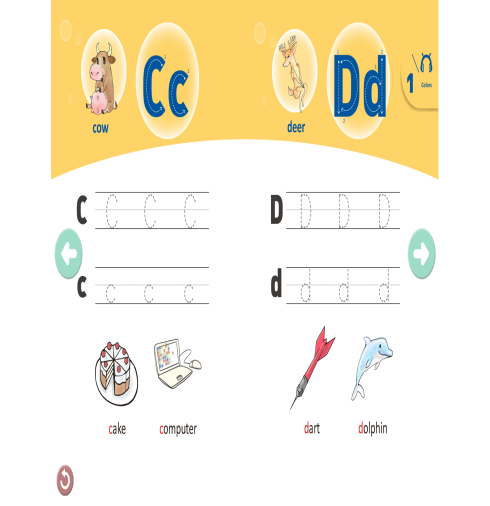 Cc
cow
Dd
deer
1
Colors
C C C C
D D D D
c c c c
d d d d
cake
computer
dart
dolphin